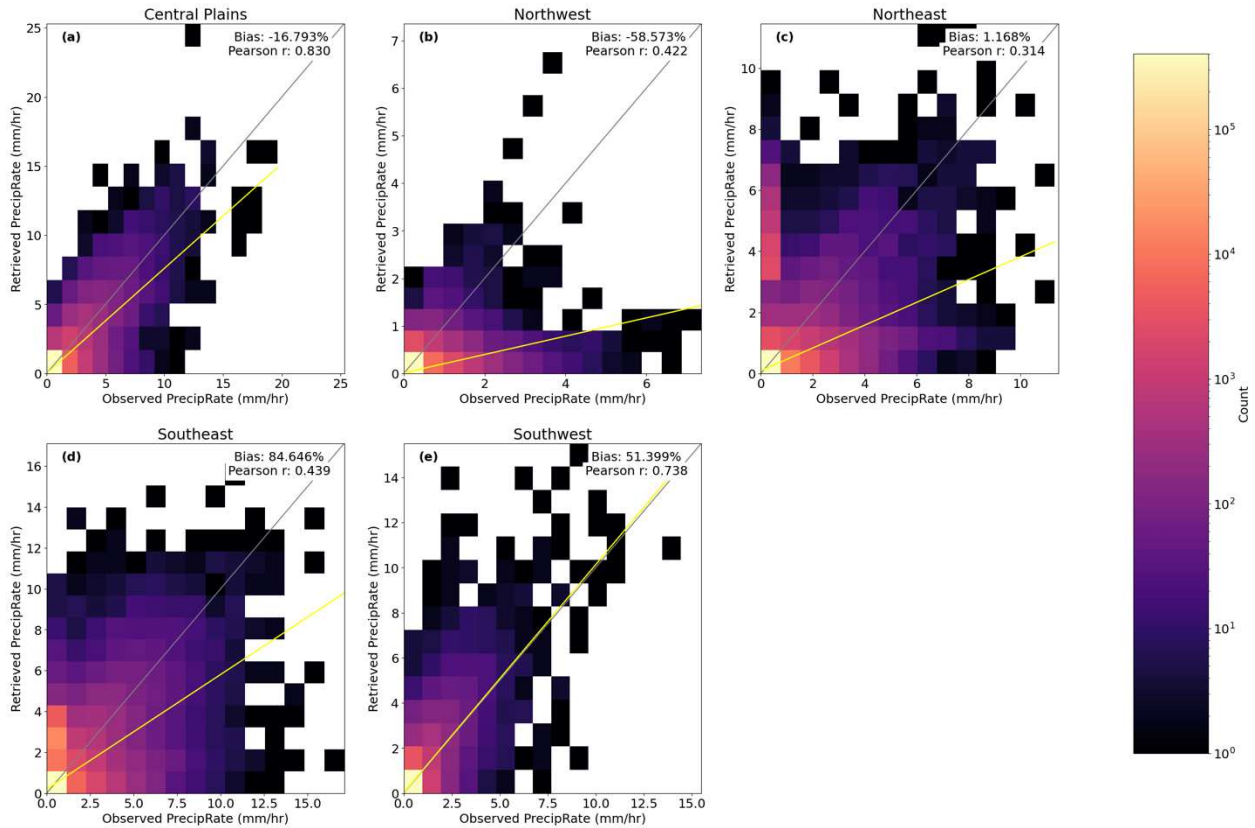 Central Plains
(a)
Bias: -16.793%
Pearson r: 0.830
25
20
15
10
5
0
Retrieved PrecipRate (mm/hr)
0 5 10 15 20 25
Observed PrecipRate (mm/hr)
Northwest
(b)
Bias: -58.573%
Pearson r: 0.422
7
6
5
4
3
2
1
0
Retrieved PrecipRate (mm/hr)
0 2 4 6
Observed PrecipRate (mm/hr)
Northeast
(c)
Bias: 1.168%
Pearson r: 0.314
10
8
6
4
2
0
Retrieved PrecipRate (mm/hr)
0 2 4 6 8 10
Observed PrecipRate (mm/hr)
Southeast
(d)
Bias: 84.646%
Pearson r: 0.439
16
14
12
10
8
6
4
2
0
Retrieved PrecipRate (mm/hr)
0.0 2.5 5.0 7.5 10.0 12.5 15.0
Observed PrecipRate (mm/hr)
Southwest
(e)
Bias: 51.399%
Pearson r: 0.738
14
12
10
8
6
4
2
0
Retrieved PrecipRate (mm/hr)
0.0 2.5 5.0 7.5 10.0 12.5 15.0
Observed PrecipRate (mm/hr)
10⁵
10⁴
10³
10²
10¹
10⁰
Count